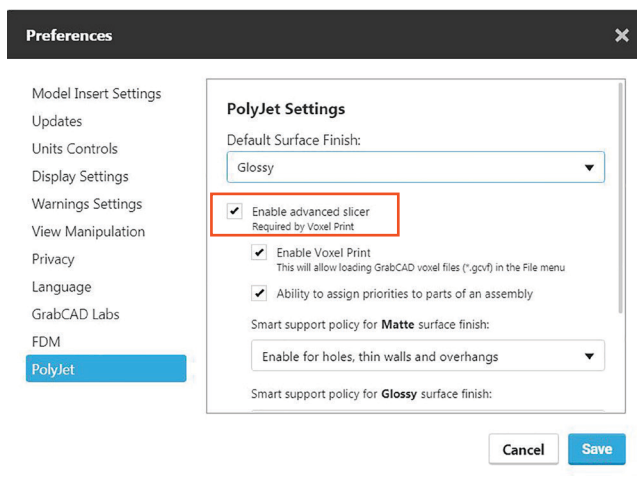 Preferences
Model Insert Settings
Updates
Units Controls
Display Settings
Warnings Settings
View Manipulation
Privacy
Language
GrabCAD Labs
FDM
PolyJet
PolyJet Settings
Default Surface Finish:
Glossy
Enable advanced slicer
Required by Voxel Print
Enable Voxel Print
This will allow loading GrabCAD voxel files (*.gcvf) in the File menu
Ability to assign priorities to parts of an assembly
Smart support policy for Matte surface finish:
Enable for holes, thin walls and overhangs
Smart support policy for Glossy surface finish:
Cancel
Save